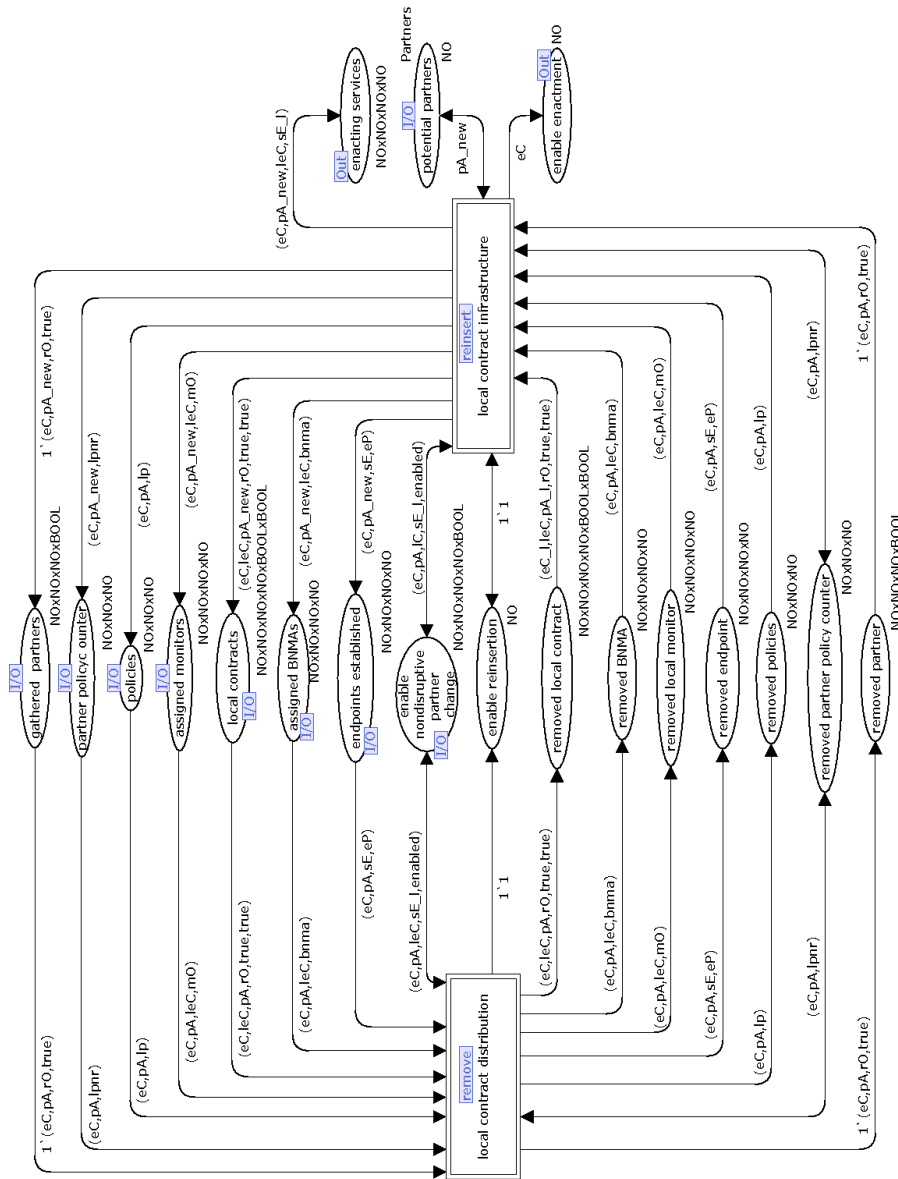 1`(eC,pA,rO,true)
I/O
gathered partners
NOxNOxNOxBOOL
1`(eC,pA_new,rO,true)
(eC,pA,lpnr)
I/O
partner policyc counter
NOxNOxNO
(eC,pA_new,lpnr)
(eC,pA,lp)
I/O
policies
NOxNOxNO
(eC,pA,lp)
(eC,pA,leC,mO)
I/O
assigned monitors
NOxNOxNOxNO
(eC,pA_new,leC,mO)
(eC,leC,pA,rO,true,true)
local contracts
I/O
NOxNOxNOxNOxBOOLxBOOL
(eC,leC,pA_new,rO,true,true)
(eC,pA,leC,bnma)
assigned BNMAs
I/O
NOxNOxNOxNO
(eC,pA_new,leC,bnma)
(eC,pA,sE,eP)
endpoints established
I/O
NOxNOxNOxNO
(eC,pA_new,sE,eP)
(eC,pA,leC,sE_l,enabled)
enable
nondisruptive
partner
change
I/O
NOxNOxNOxNOxBOOL
(eC,pA,lC,sE_l,enabled)
remove
local contract distribution
1`1
enable reinsertion
NO
1`1
reinsert
local contract infrastructure
(eC,pA_new,leC,sE_l)
Out
enacting services
NOxNOxNOxNO
pA_new
Partners
I/O
potential partners
NO
eC
Out
enable enactment
NO
(eC,leC,pA,rO,true,true)
removed local contract
NOxNOxNOxNOxBOOLxBOOL
(eC_l,leC,pA_l,rO,true,true)
(eC,pA,leC,bnma)
removed BNMA
NOxNOxNOxNO
(eC,pA,leC,bnma)
(eC,pA,leC,mO)
removed local monitor
NOxNOxNOxNO
(eC,pA,leC,mO)
(eC,pA,sE,eP)
removed endpoint
NOxNOxNOxNO
(eC,pA,sE,eP)
(eC,pA,lp)
removed policies
NOxNOxNO
(eC,pA,lp)
(eC,pA,lpnr)
removed partner policy counter
NOxNOxNO
(eC,pA,lpnr)
1`(eC,pA,rO,true)
removed partner
NOxNOxNOxBOOL
1`(eC,pA,rO,true)